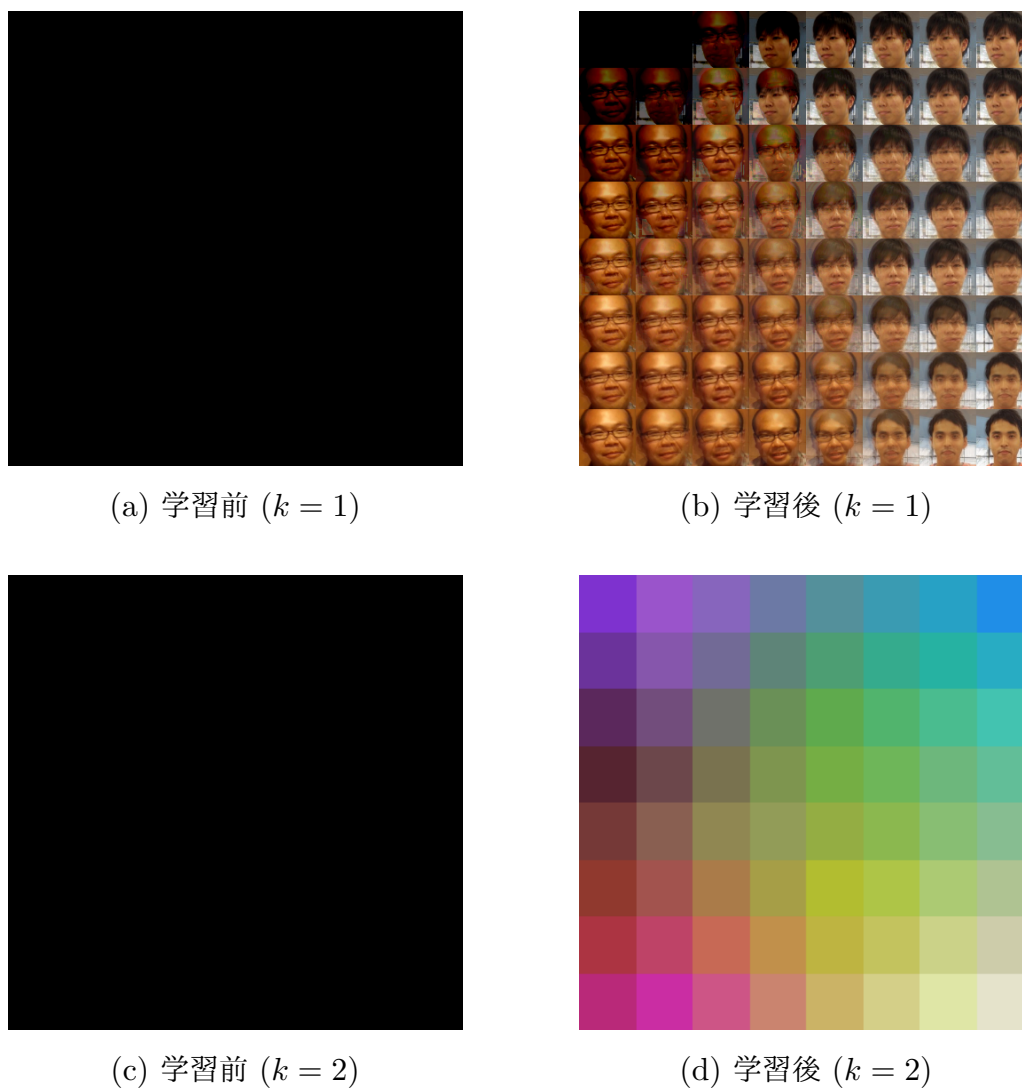 (a) 学習前 (k = 1)
(b) 学習後 (k = 1)
(c) 学習前 (k = 2)
(d) 学習後 (k = 2)